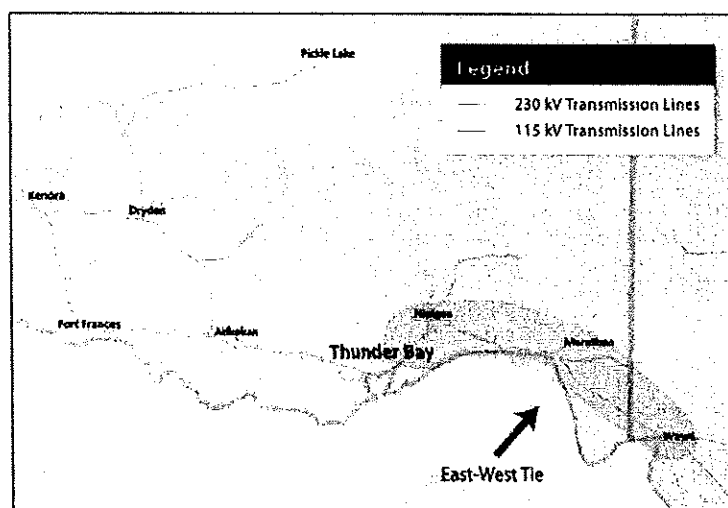 Pickle Lake
Legend
230 kV Transmission Lines
115 kV Transmission Lines
Kenora
Dryden
Fort Frances
Atikokan
Nipigon
Thunder Bay
Marathon
Wawa
East-West Tie